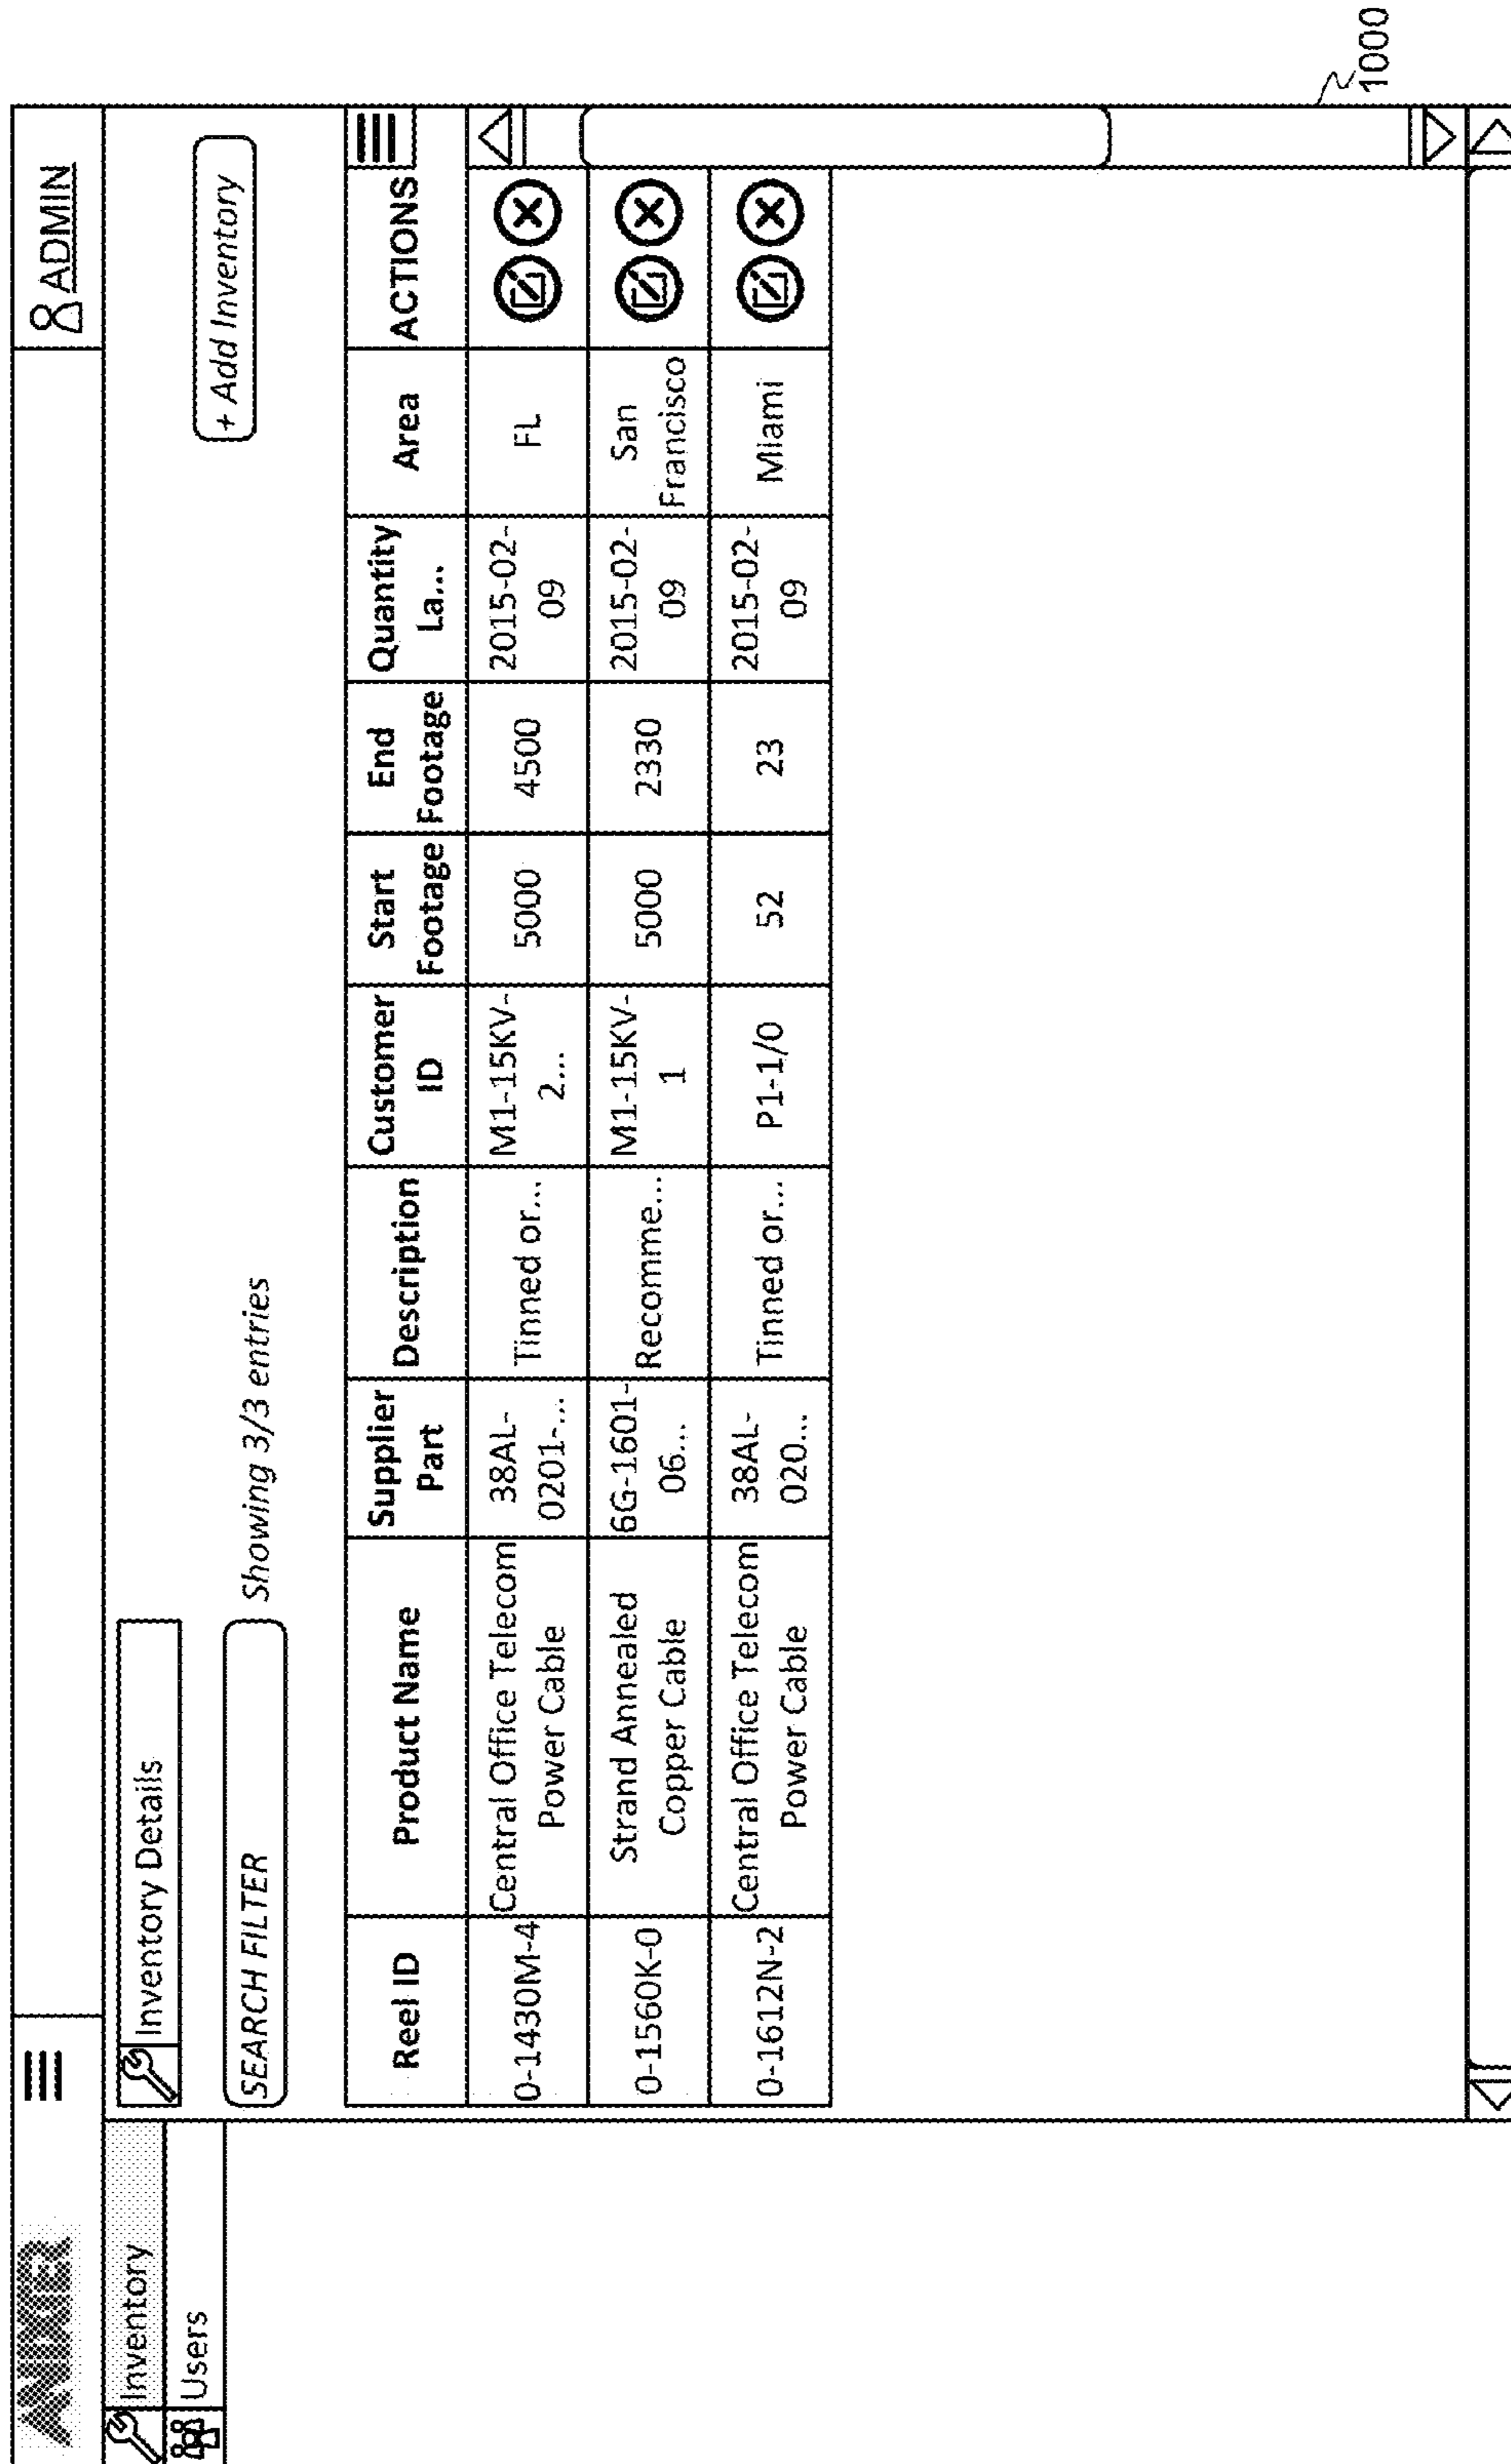 ANIXTER
ADMIN
Inventory
Users
Inventory Details
+ Add Inventory
SEARCH FILTER
Showing 3/3 entries
Reel ID Product Name Supplier Part Description Customer ID Start Footage End Footage Quantity La... Area ACTIONS
0-1430M-4 Central Office Telecom Power Cable 38AL-0201-... Tinned or... M1-15KV-2... 5000 4500 2015-02-09 FL
0-1560K-0 Strand Annealed Copper Cable 6G-1601-06... Recomme... M1-15KV-1 5000 2330 2015-02-09 San Francisco
0-1612N-2 Central Office Telecom Power Cable 38AL-020... Tinned or... P1-1/0 52 23 2015-02-09 Miami
1000